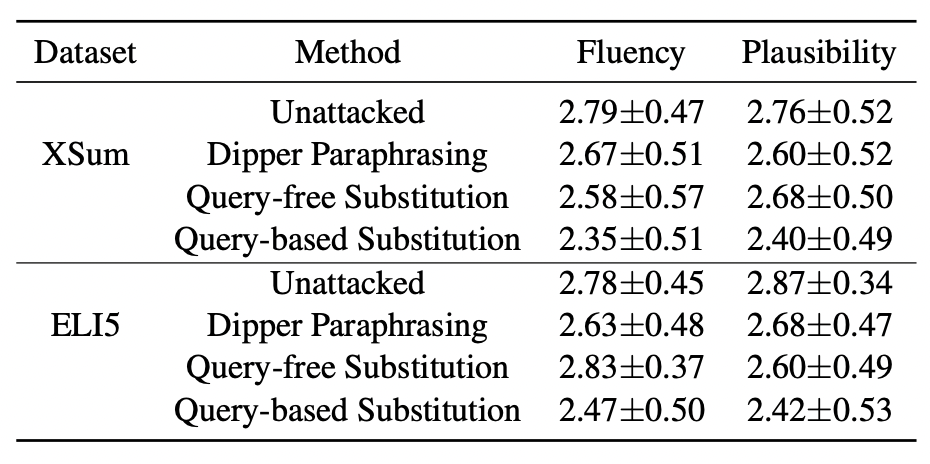 Dataset Method Fluency Plausibility
Unattacked 2.79±0.47 2.76±0.52
XSum Dipper Paraphrasing 2.67±0.51 2.60±0.52
Query-free Substitution 2.58±0.57 2.68±0.50
Query-based Substitution 2.35±0.51 2.40±0.49
Unattacked 2.78±0.45 2.87±0.34
ELI5 Dipper Paraphrasing 2.63±0.48 2.68±0.47
Query-free Substitution 2.83±0.37 2.60±0.49
Query-based Substitution 2.47±0.50 2.42±0.53